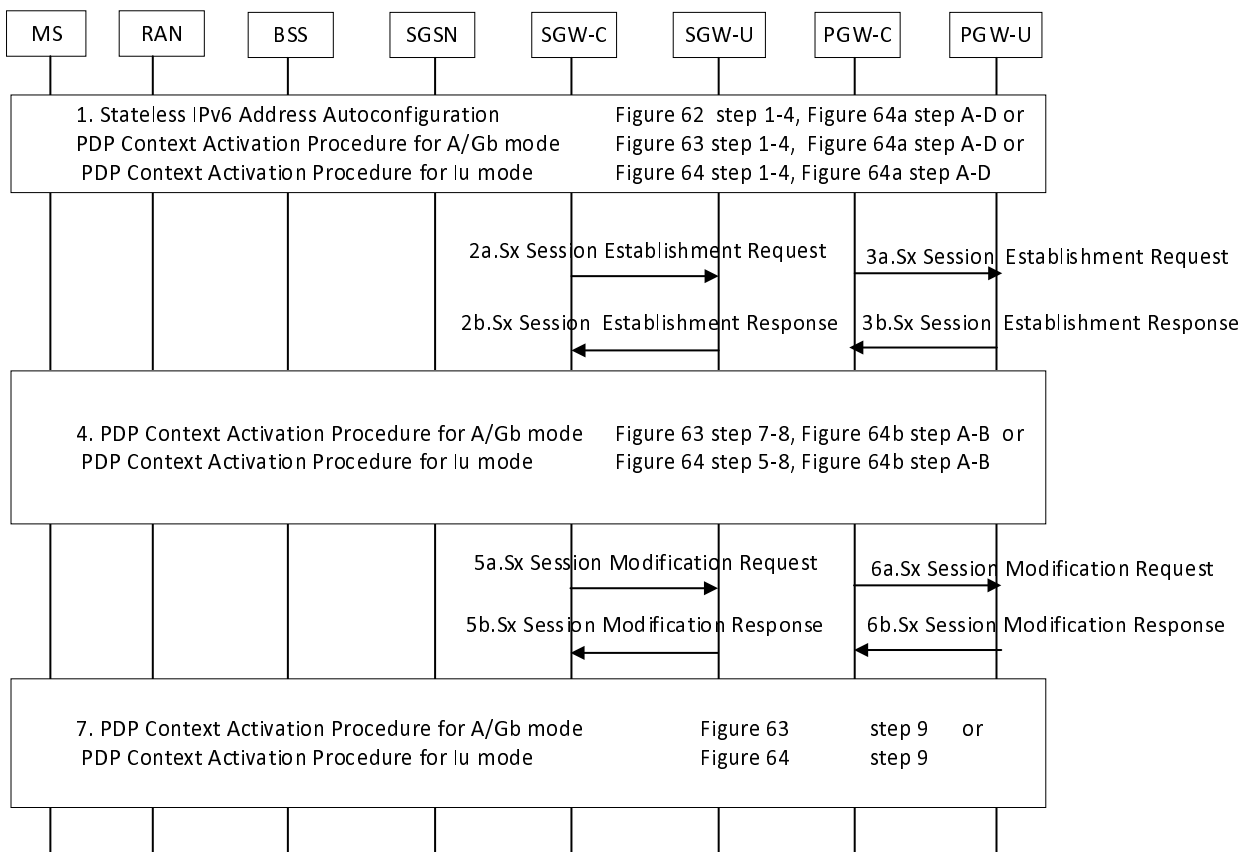 MS RAN BSS SGSN SGW-C SGW-U PGW-C PGW-U
1. Stateless IPv6 Address Autoconfiguration Figure 62 step 1-4, Figure 64a step A-D or
PDP Context Activation Procedure for A/Gb mode Figure 63 step 1-4, Figure 64a step A-D or
PDP Context Activation Procedure for Iu mode Figure 64 step 1-4, Figure 64a step A-D
2a.Sx Session Establishment Request 3a.Sx Session Establishment Request
2b.Sx Session Establishment Response 3b.Sx Session Establishment Response
4. PDP Context Activation Procedure for A/Gb mode Figure 63 step 7-8, Figure 64b step A-B or
PDP Context Activation Procedure for Iu mode Figure 64 step 5-8, Figure 64b step A-B
5a.Sx Session Modification Request 6a.Sx Session Modification Request
5b.Sx Session Modification Response 6b.Sx Session Modification Response
7. PDP Context Activation Procedure for A/Gb mode Figure 63 step 9 or
PDP Context Activation Procedure for Iu mode Figure 64 step 9